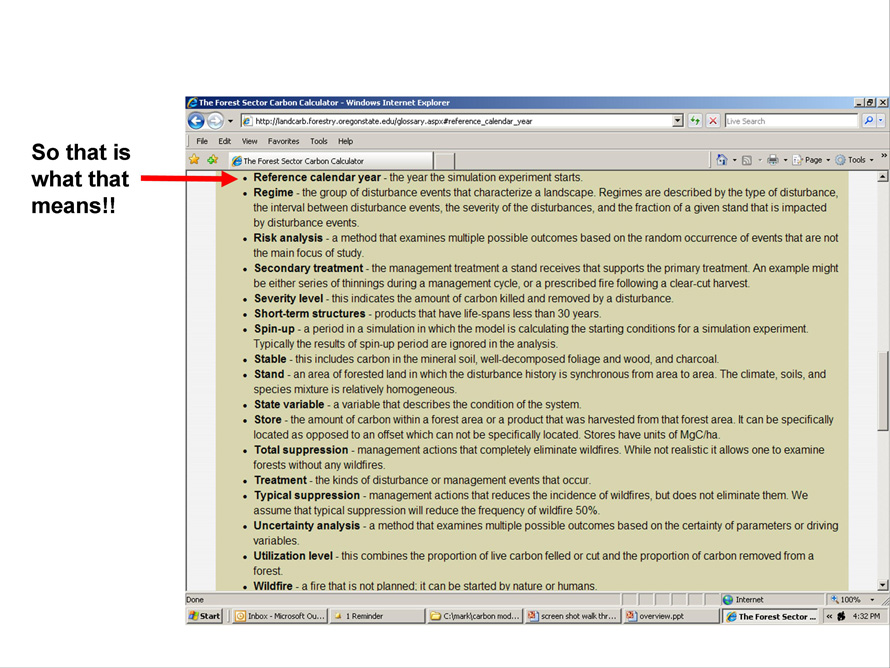 So that is
what that
means!!
The Forest Sector Carbon Calculator - Windows Internet Explorer
http://landcarb.forestry.oregonstate.edu/glossary.aspx#reference_calendar_year
Live Search
File Edit View Favorites Tools Help
The Forest Sector Carbon Calculator
Page Tools »
• Reference calendar year - the year the simulation experiment starts.
• Regime - the group of disturbance events that characterize a landscape. Regimes are described by the type of disturbance,
the interval between disturbance events, the severity of the disturbances, and the fraction of a given stand that is impacted
by disturbance events.
• Risk analysis - a method that examines multiple possible outcomes based on the random occurrence of events that are not
the main focus of study.
• Secondary treatment - the management treatment a stand receives that supports the primary treatment. An example might
be either series of thinnings during a management cycle, or a prescribed fire following a clear-cut harvest.
• Severity level - this indicates the amount of carbon killed and removed by a disturbance.
• Short-term structures - products that have life-spans less than 30 years.
• Spin-up - a period in a simulation in which the model is calculating the starting conditions for a simulation experiment.
Typically the results of spin-up period are ignored in the analysis.
• Stable - this includes carbon in the mineral soil, well-decomposed foliage and wood, and charcoal.
• Stand - an area of forested land in which the disturbance history is synchronous from area to area. The climate, soils, and
species mixture is relatively homogeneous.
• State variable - a variable that describes the condition of the system.
• Store - the amount of carbon within a forest area or a product that was harvested from that forest area. It can be specifically
located as opposed to an offset which can not be specifically located. Stores have units of MgC/ha.
• Total suppression - management actions that completely eliminate wildfires. While not realistic it allows one to examine
forests without any wildfires.
• Treatment - the kinds of disturbance or management events that occur.
• Typical suppression - management actions that reduces the incidence of wildfires, but does not eliminate them. We
assume that typical suppression will reduce the frequency of wildfire 50%.
• Uncertainty analysis - a method that examines multiple possible outcomes based on the certainty of parameters or driving
variables.
• Utilization level - this combines the proportion of live carbon felled or cut and the proportion of carbon removed from a
forest.
• Wildfire - a fire that is not planned; it can be started by nature or humans.
Done Internet 100%
Start Inbox - Microsoft Ou... 1 Reminder C:\mark\carbon mod... screen shot walk thr... overview.ppt The Forest Sector ... « 4:32 PM